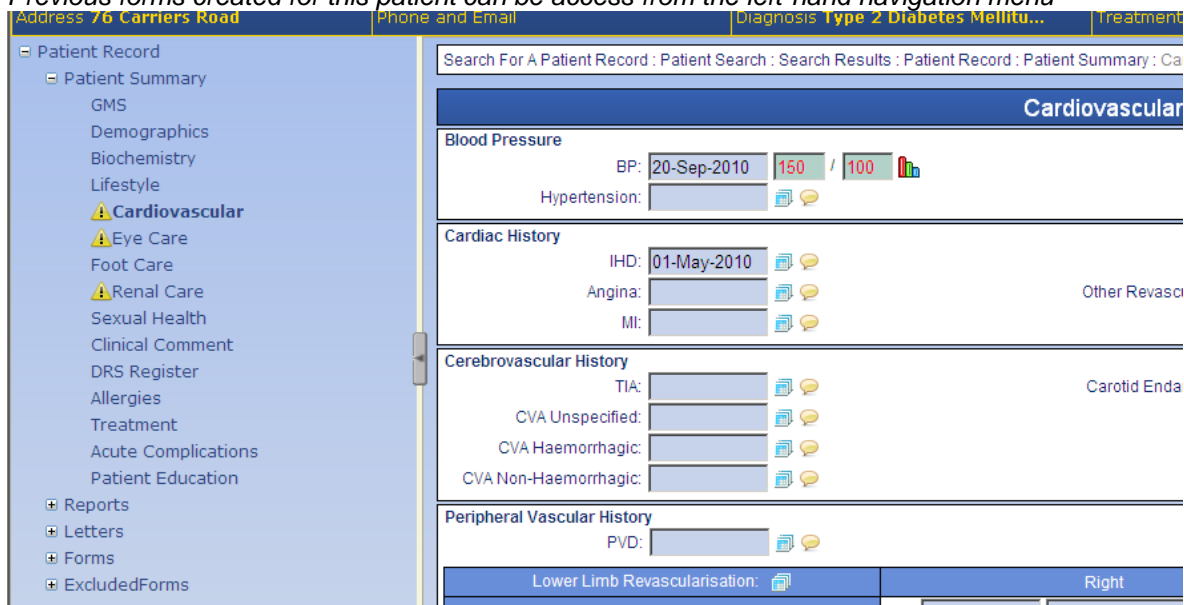 Previous forms created for this patient can be access from the left-hand navigation menu
Address 76 Carriers Road Phone and Email Diagnosis Type 2 Diabetes Mellitu... Treatment
Patient Record
Patient Summary
GMS
Demographics
Biochemistry
Lifestyle
Cardiovascular
Eye Care
Foot Care
Renal Care
Sexual Health
Clinical Comment
DRS Register
Allergies
Treatment
Acute Complications
Patient Education
Reports
Letters
Forms
ExcludedForms
Search For A Patient Record : Patient Search : Search Results : Patient Record : Patient Summary : Ca
Cardiovascular
Blood Pressure
BP: 20-Sep-2010 150 / 100
Hypertension:
Cardiac History
IHD: 01-May-2010
Angina: Other Revascu
MI:
Cerebrovascular History
TIA: Carotid Enda
CVA Unspecified:
CVA Haemorrhagic:
CVA Non-Haemorrhagic:
Peripheral Vascular History
PVD:
Lower Limb Revascularisation: Right